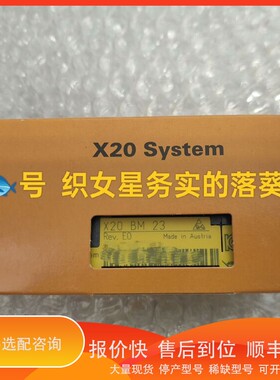 X20 System
号 织女星务实的落葵
X20 BM 23
Rev. E0
Made in Austria
选配咨询
报价快 售后到位 顺丰
大量现货 停产型号 稀缺型号 可开